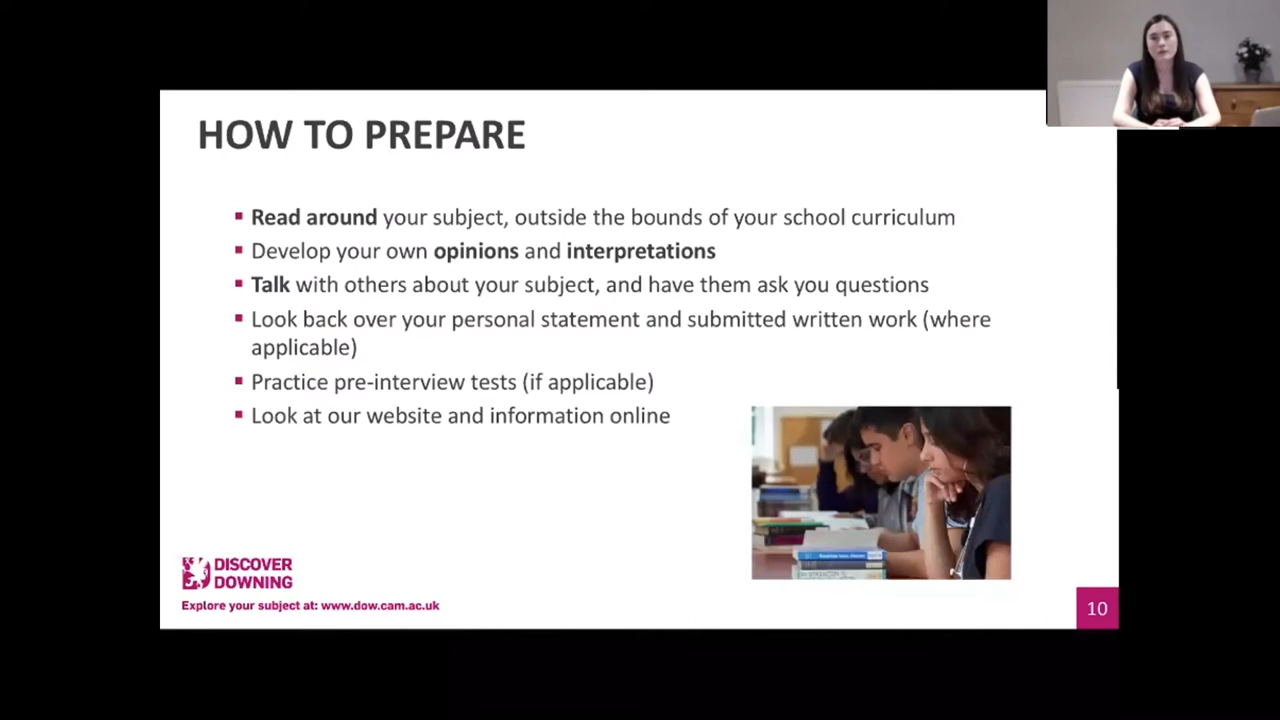 HOW TO PREPARE
▪ Read around your subject, outside the bounds of your school curriculum
▪ Develop your own opinions and interpretations
▪ Talk with others about your subject, and have them ask you questions
▪ Look back over your personal statement and submitted written work (where
applicable)
▪ Practice pre-interview tests (if applicable)
▪ Look at our website and information online
DISCOVER
DOWNING
Explore your subject at: www.dow.cam.ac.uk
10